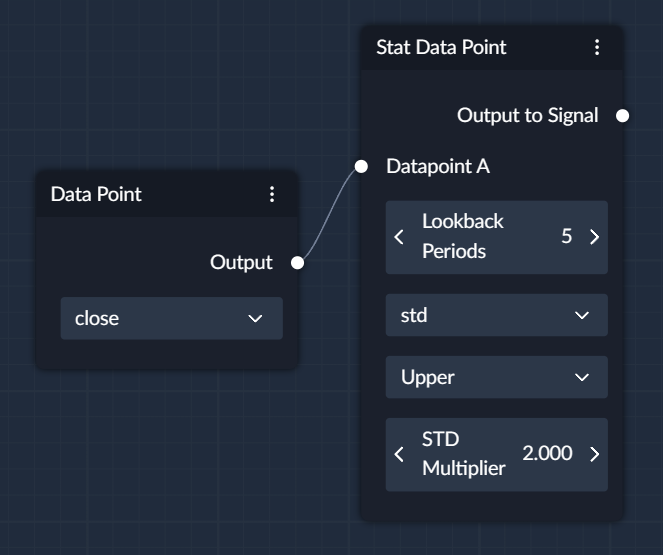 Stat Data Point
Output to Signal
Datapoint A
Data Point
Lookback
Periods
5
Output
close
std
Upper
STD
Multiplier
2.000